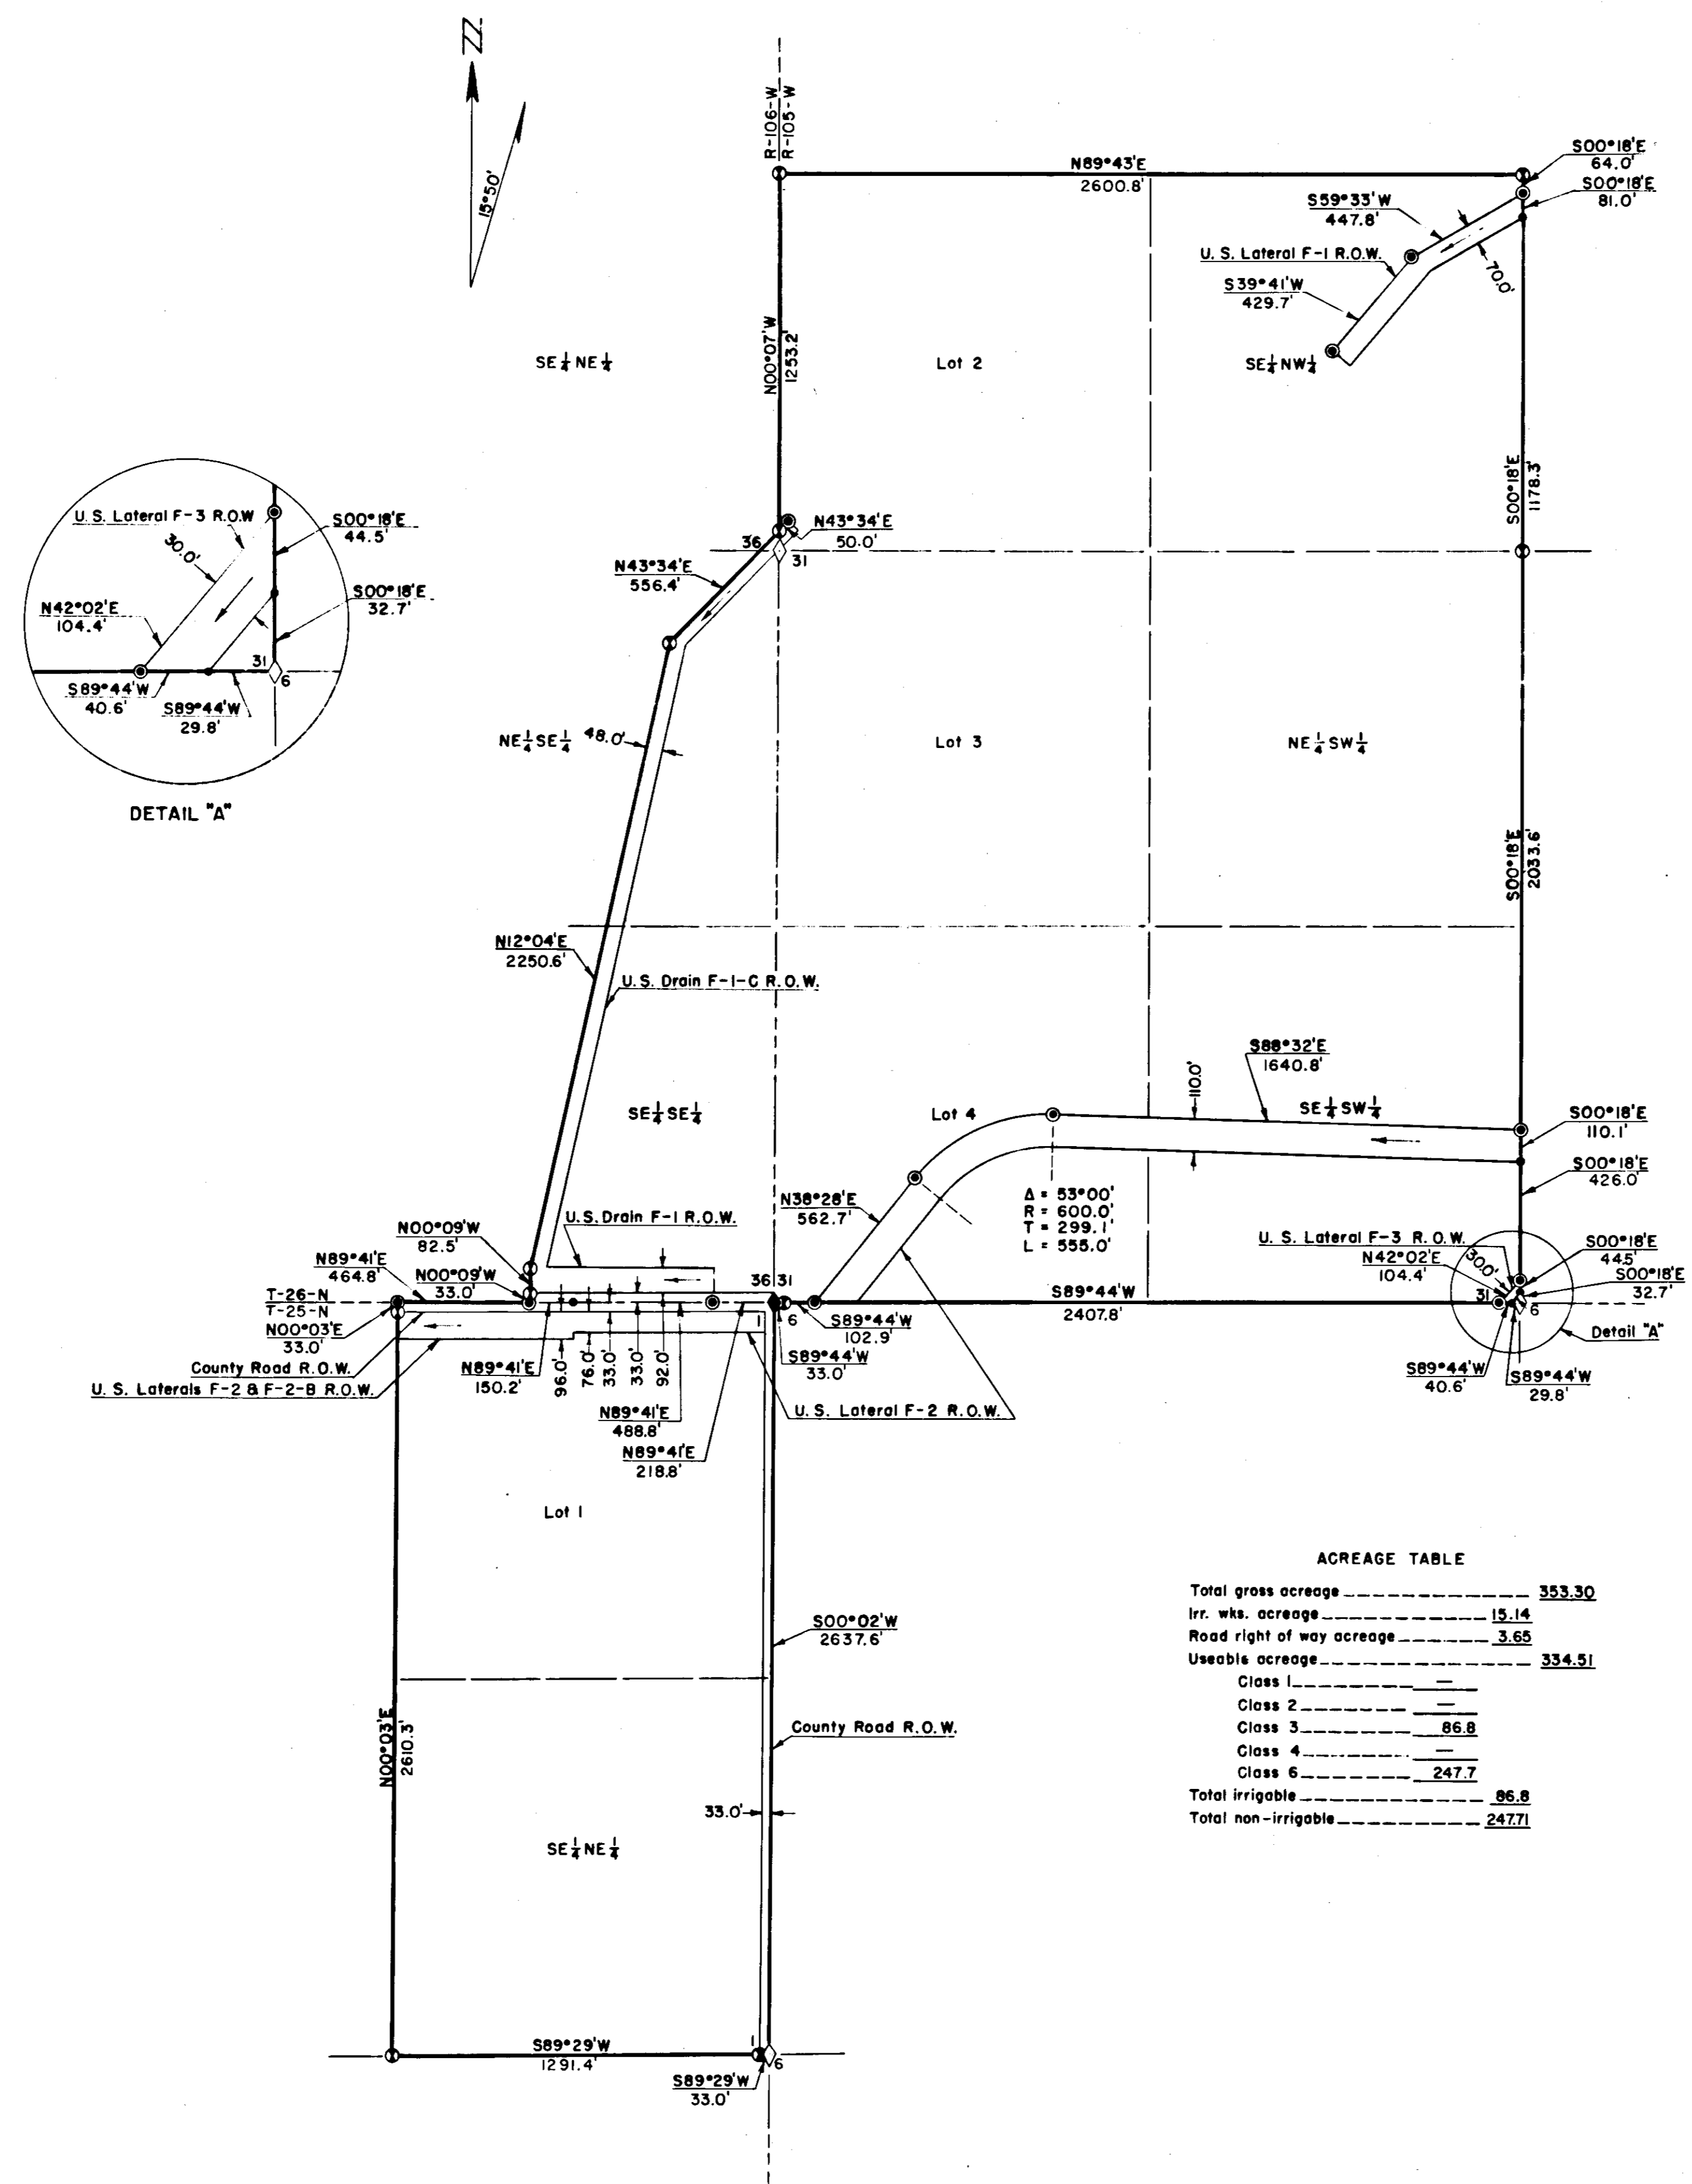 N
15°50'
R-106-W
R-105-W
N89°43'E
2600.8'
S00°18'E
64.0'
S00°18'E
81.0'
S59°33'W
447.8'
U. S. Lateral F-1 R.O.W.
70.0'
S39°41'W
429.7'
N00°07'W
1253.2'
SE¼NE¼
Lot 2
SE¼NW¼
S00°18'E
1178.3'
U. S. Lateral F-3 R.O.W
S00°18'E
44.5'
30.0'
N42°02'E
104.4'
S00°18'E
32.7'
31
6
S89°44'W
40.6'
S89°44'W
29.8'
DETAIL "A"
36
31
N43°34'E
50.0'
N43°34'E
556.4'
NE¼SE¼
48.0'
Lot 3
NE¼SW¼
S00°18'E
2033.6'
N12°04'E
2250.6'
U. S. Drain F-1-C R.O.W.
S88°32'E
1640.8'
110.0'
SE¼SE¼
Lot 4
SE¼SW¼
S00°18'E
110.1'
S00°18'E
426.0'
N38°28'E
562.7'
Δ = 53°00'
R = 600.0'
T = 299.1'
L = 555.0'
N00°09'W
82.5'
U.S. Drain F-1 R.O.W.
N89°41'E
464.8'
N00°09'W
33.0'
36
31
U. S. Lateral F-3 R.O.W.
N42°02'E
104.4'
30.0'
S00°18'E
44.5'
S00°18'E
32.7'
T-26-N
T-25-N
N00°03'E
33.0'
1
6
S89°44'W
102.9'
S89°44'W
2407.8'
31
6
Detail "A"
County Road R.O.W.
U. S. Laterals F-2 & F-2-B R.O.W.
N89°41'E
150.2'
96.0'
76.0'
33.0'
33.0'
92.0'
S89°44'W
33.0'
S89°44'W
40.6'
S89°44'W
29.8'
N89°41'E
488.8'
U. S. Lateral F-2 R.O.W.
N89°41'E
218.8'
Lot 1
S00°02'W
2637.6'
County Road R.O.W.
N00°03'E
2610.3'
33.0'
SE¼NE¼
S89°29'W
1291.4'
1
6
S89°29'W
33.0'
ACREAGE TABLE
Total gross acreage 353.30
Irr. wks. acreage 15.14
Road right of way acreage 3.65
Useable acreage 334.51
Class 1 —
Class 2 —
Class 3 86.8
Class 4 —
Class 6 247.7
Total irrigable 86.8
Total non-irrigable 247.71